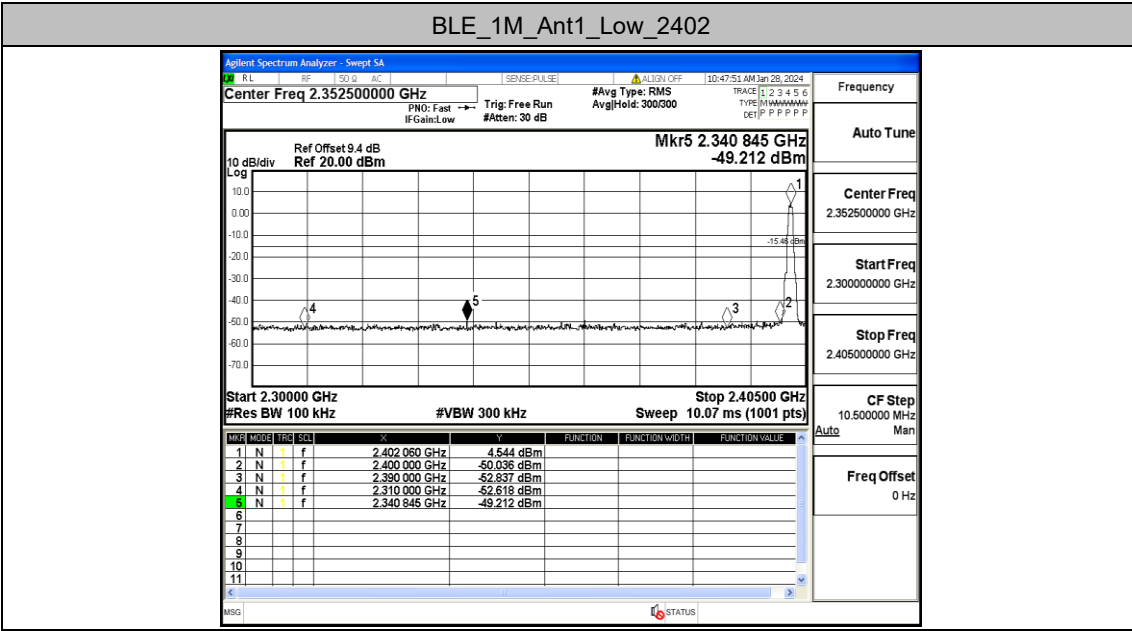 BLE_1M_Ant1_Low_2402
Agilent Spectrum Analyzer - Swept SA
LXI RL RF 50 Ω AC SENSE:PULSE ALIGN OFF 10:47:51 AM Jan 28, 2024
Center Freq 2.352500000 GHz
PNO: Fast
IFGain:Low
Trig: Free Run
#Atten: 30 dB
#Avg Type: RMS
Avg|Hold: 300/300
TRACE 1 2 3 4 5 6
TYPE M
DET P P P P P P
Ref Offset 9.4 dB
10 dB/div Ref 20.00 dBm
Log
Mkr5 2.340 845 GHz
-49.212 dBm
10.0
0.00
-10.0
-20.0
-30.0
-40.0
-50.0
-60.0
-70.0
1
-15.46 dBm
4
5
3
2
Start 2.30000 GHz Stop 2.40500 GHz
#Res BW 100 kHz #VBW 300 kHz Sweep 10.07 ms (1001 pts)
MKR MODE TRC SCL X Y FUNCTION FUNCTION WIDTH FUNCTION VALUE
1 N 1 f 2.402 060 GHz 4.544 dBm
2 N 1 f 2.400 000 GHz -50.036 dBm
3 N 1 f 2.390 000 GHz -52.837 dBm
4 N 1 f 2.310 000 GHz -52.618 dBm
5 N 1 f 2.340 845 GHz -49.212 dBm
6
7
8
9
10
11
MSG STATUS
Frequency
Auto Tune
Center Freq
2.352500000 GHz
Start Freq
2.300000000 GHz
Stop Freq
2.405000000 GHz
CF Step
10.500000 MHz
Auto Man
Freq Offset
0 Hz